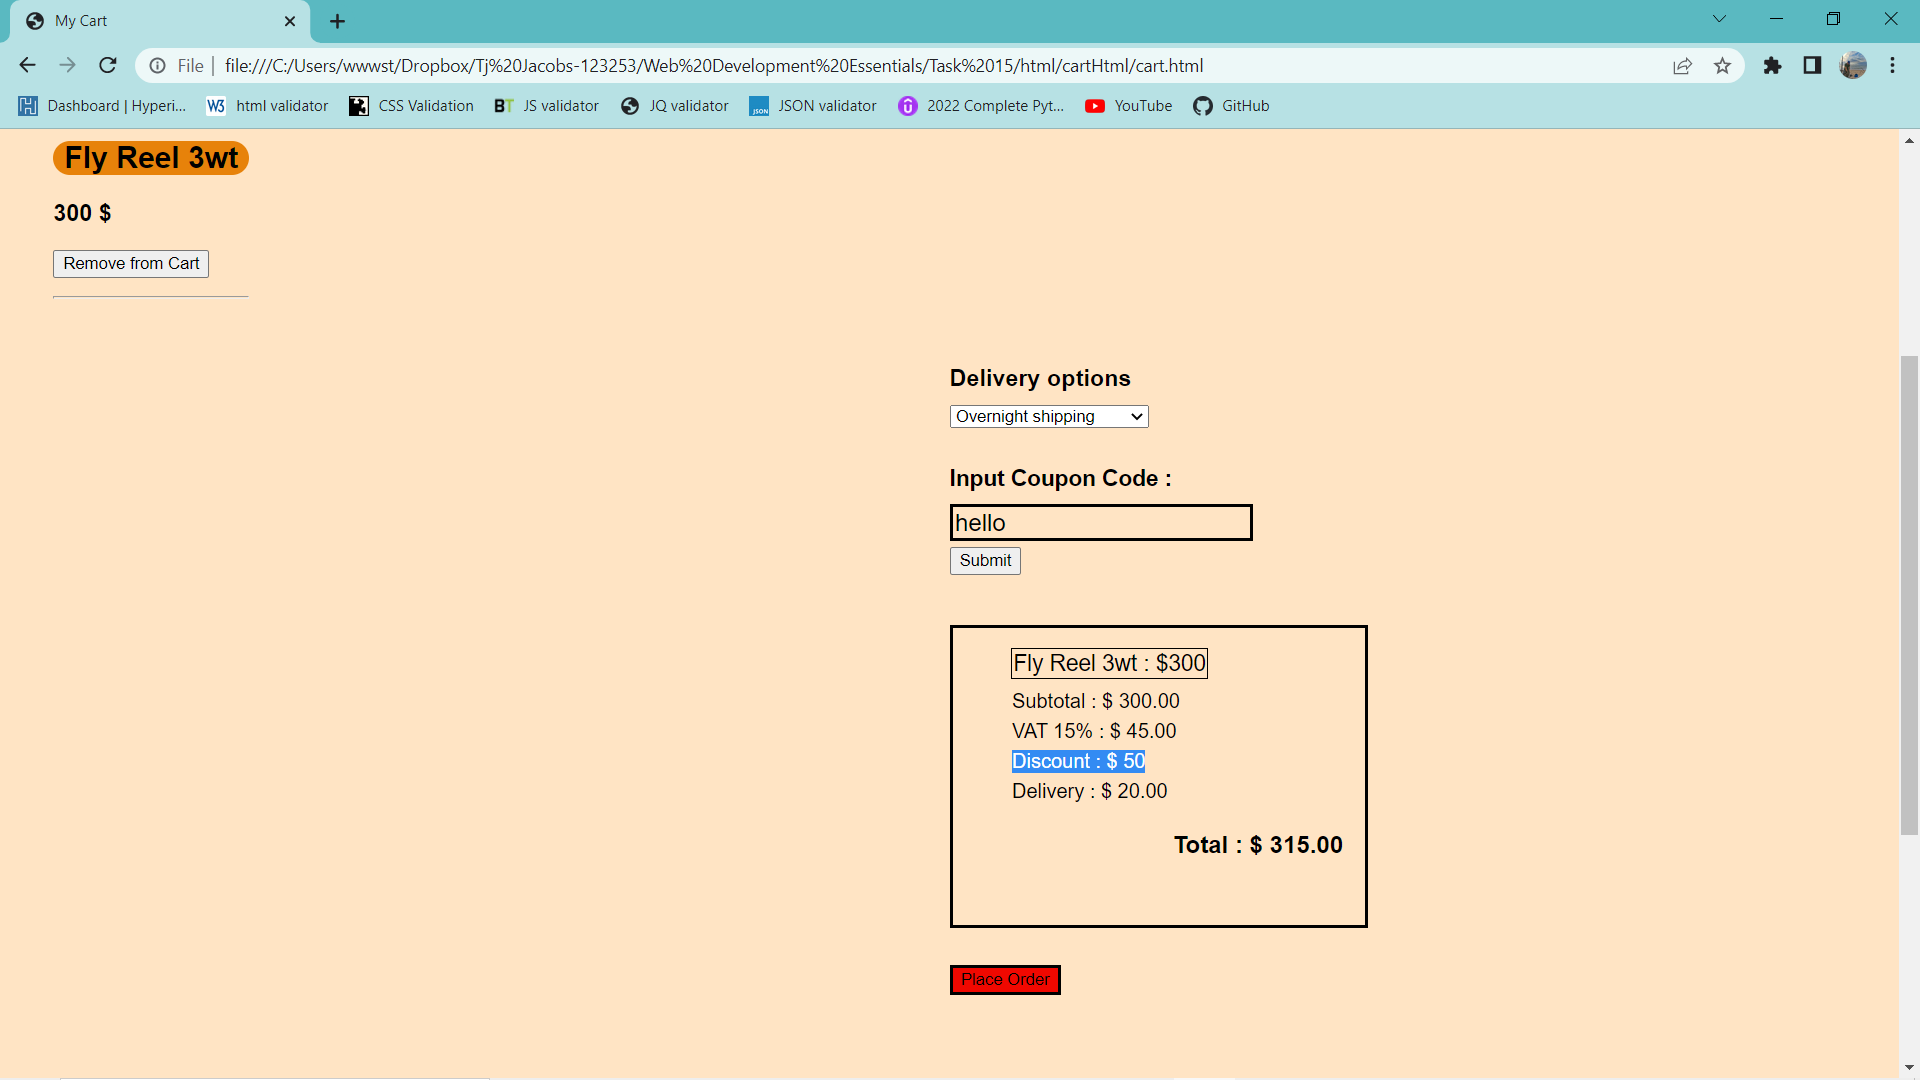 My Cart
File
file:///C:/Users/wwwst/Dropbox/Tj%20Jacobs-123253/Web%20Development%20Essentials/Task%2015/html/cartHtml/cart.html
Dashboard | Hyperi... W3 html validator CSS Validation BT JS validator JQ validator JSON JSON validator 2022 Complete Pyt... YouTube GitHub
Fly Reel 3wt
300 $
Remove from Cart
Delivery options
Overnight shipping
Input Coupon Code :
hello
Submit
Fly Reel 3wt : $300
Subtotal : $ 300.00
VAT 15% : $ 45.00
Discount : $ 50
Delivery : $ 20.00
Total : $ 315.00
Place Order